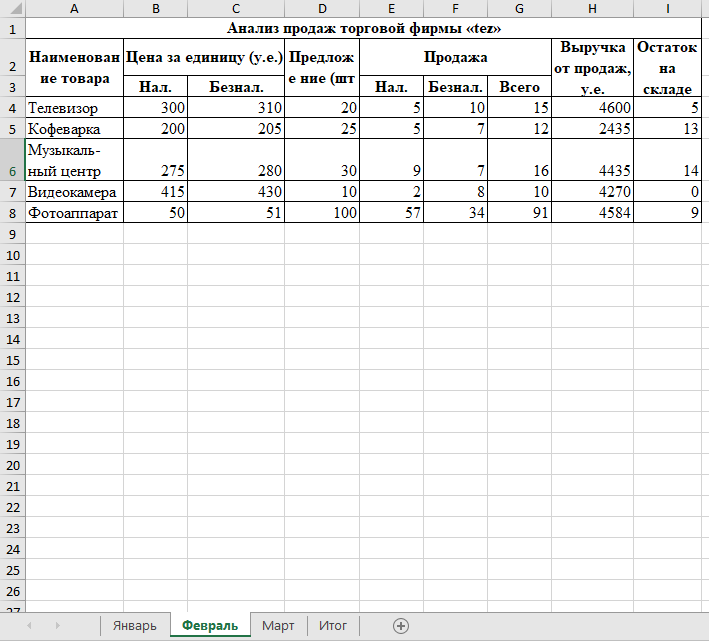 A B C D E F G H I
1 Анализ продаж торговой фирмы «tez»
2 Наименован ие товара Цена за единицу (у.е.) Предлож е ние (шт Продажа Выручка от продаж, у.е. Остаток на складе
3 Нал. Безнал. Нал. Безнал. Всего
4 Телевизор 300 310 20 5 10 15 4600 5
5 Кофеварка 200 205 25 5 7 12 2435 13
6 Музыкаль- ный центр 275 280 30 9 7 16 4435 14
7 Видеокамера 415 430 10 2 8 10 4270 0
8 Фотоаппарат 50 51 100 57 34 91 4584 9
9
10
11
12
13
14
15
16
17
18
19
20
21
22
23
24
25
26
27
Январь Февраль Март Итог